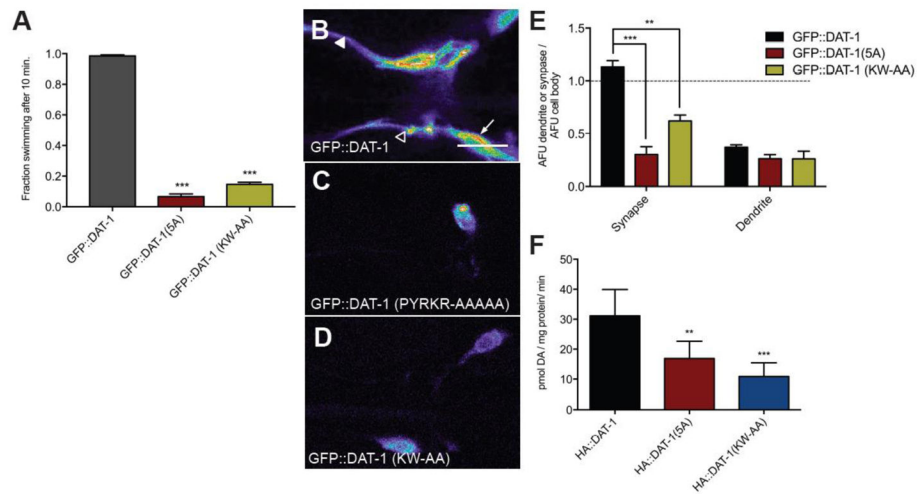 A
Fraction swimming after 10 min.
1.0
0.8
0.6
0.4
0.2
0.0
***
***
GFP::DAT-1
GFP::DAT-1(5A)
GFP::DAT-1 (KW-AA)
B
GFP::DAT-1
C
GFP::DAT-1 (PYRKR-AAAAA)
D
GFP::DAT-1 (KW-AA)
E
AFU dendrite or synpase /
AFU cell body
1.5
1.0
0.5
0.0
**
***
GFP::DAT-1
GFP::DAT-1(5A)
GFP::DAT-1 (KW-AA)
Synapse
Dendrite
F
pmol DA / mg protein/ min
50
40
30
20
10
0
**
***
HA::DAT-1
HA::DAT-1(5A)
HA::DAT-1(KW-AA)